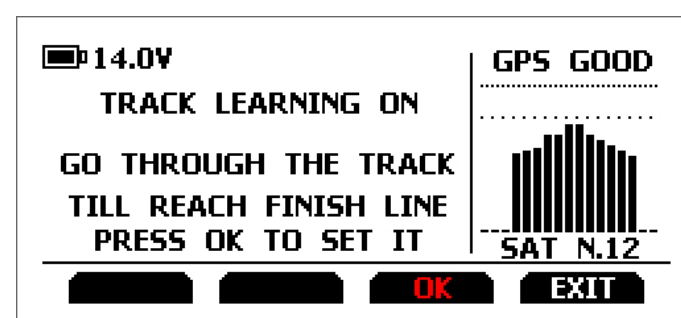 14.0V
TRACK LEARNING ON
GO THROUGH THE TRACK
TILL REACH FINISH LINE
PRESS OK TO SET IT
GPS GOOD
SAT N.12
OK
EXIT